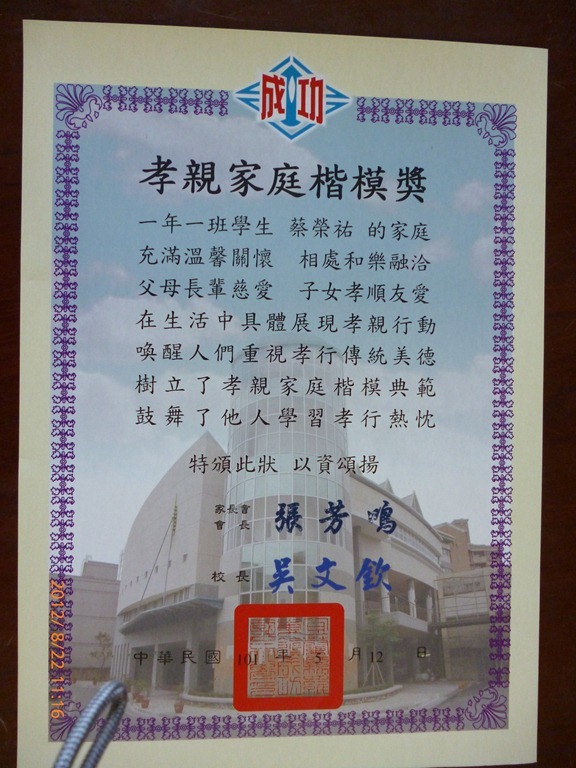 成功
孝親家庭楷模獎
一年一班學生 蔡榮祐 的家庭
充滿溫馨關懷 相處和樂融洽
父母長輩慈愛 子女孝順友愛
在生活中具體展現孝親行動
喚醒人們重視孝行傳統美德
樹立了孝親家庭楷模典範
鼓舞了他人學習孝行熱忱
特頒此狀 以資頌揚
家長會會長 張芳鳴
校長 吳文欽
中華民國 101 年 5 月 12 日
2012/8/22 11:16